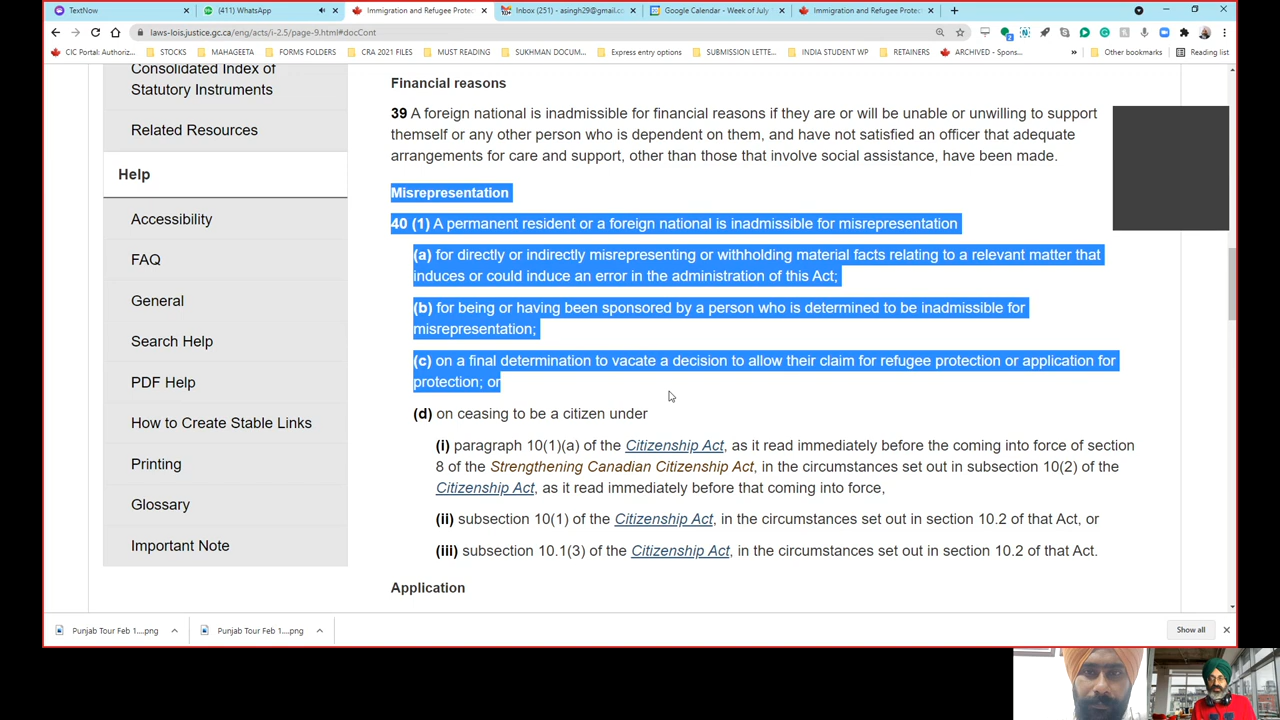 TextNow
(411) WhatsApp
Immigration and Refugee Protec
Inbox (251) - asingh29@gmail.co
Google Calendar - Week of July
Immigration and Refugee Protec
laws-lois.justice.gc.ca/eng/acts/i-2.5/page-9.html#docCont
CIC Portal: Authoriz...
STOCKS
MAHAGEETA
FORMS FOLDERS
CRA 2021 FILES
MUST READING
SUKHMAN DOCUM...
Express entry options
SUBMISSION LETTE...
INDIA STUDENT WP
RETAINERS
ARCHIVED - Spons...
Other bookmarks
Reading list
Consolidated Index of
Statutory Instruments
Related Resources
Help
Accessibility
FAQ
General
Search Help
PDF Help
How to Create Stable Links
Printing
Glossary
Important Note
Financial reasons
39 A foreign national is inadmissible for financial reasons if they are or will be unable or unwilling to support
themself or any other person who is dependent on them, and have not satisfied an officer that adequate
arrangements for care and support, other than those that involve social assistance, have been made.
Misrepresentation
40 (1) A permanent resident or a foreign national is inadmissible for misrepresentation
(a) for directly or indirectly misrepresenting or withholding material facts relating to a relevant matter that
induces or could induce an error in the administration of this Act;
(b) for being or having been sponsored by a person who is determined to be inadmissible for
misrepresentation;
(c) on a final determination to vacate a decision to allow their claim for refugee protection or application for
protection; or
(d) on ceasing to be a citizen under
(i) paragraph 10(1)(a) of the Citizenship Act, as it read immediately before the coming into force of section
8 of the Strengthening Canadian Citizenship Act, in the circumstances set out in subsection 10(2) of the
Citizenship Act, as it read immediately before that coming into force,
(ii) subsection 10(1) of the Citizenship Act, in the circumstances set out in section 10.2 of that Act, or
(iii) subsection 10.1(3) of the Citizenship Act, in the circumstances set out in section 10.2 of that Act.
Application
Punjab Tour Feb 1....png
Punjab Tour Feb 1....png
Show all